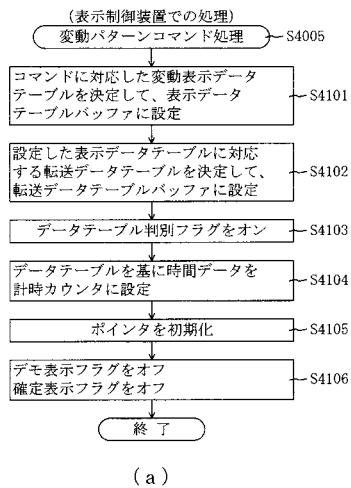 (表示制御装置での処理)
変動パターンコマンド処理
S4005
コマンドに対応した変動表示データ
テーブルを決定して、表示データ
テーブルバッファに設定
S4101
設定した表示データテーブルに対応
する転送データテーブルを決定して、
転送データテーブルバッファに設定
S4102
データテーブル判別フラグをオン
S4103
データテーブルを基に時間データを
計時カウンタに設定
S4104
ポインタを初期化
S4105
デモ表示フラグをオフ
確定表示フラグをオフ
S4106
終了
(a)